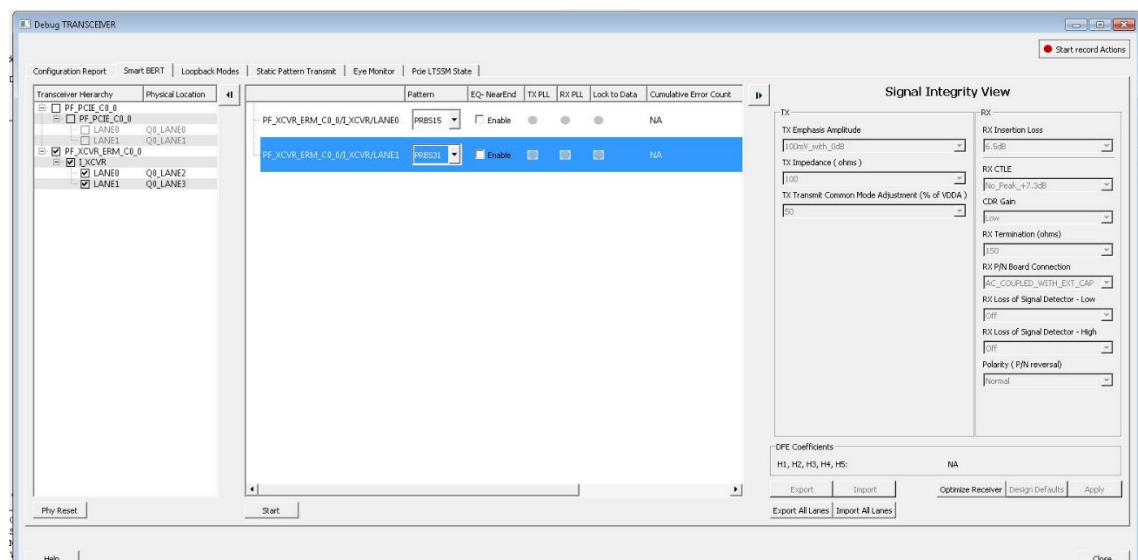 Debug TRANSCEIVER
Start record Actions
Configuration Report Smart BERT Loopback Modes Static Pattern Transmit Eye Monitor Pcie LTSSM State
Transceiver Hierarchy Physical Location
PF_PCIE_C0_0
PF_PCIE_C0_0
LANE0 Q0_LANE0
LANE1 Q0_LANE1
PF_XCVR_ERM_C0_0
I_XCVR
LANE0 Q0_LANE2
LANE1 Q0_LANE3
Phy Reset
Pattern EQ-NearEnd TX PLL RX PLL Lock to Data Cumulative Error Count
PF_XCVR_ERM_C0_0/I_XCVR/LANE0 PRBS15 Enable NA
PF_XCVR_ERM_C0_0/I_XCVR/LANE1 PRBS31 Enable NA
Start
Signal Integrity View
TX
TX Emphasis Amplitude
100mV_with_0dB
TX Impedance ( ohms )
100
TX Transmit Common Mode Adjustment (% of VDDA )
50
RX
RX Insertion Loss
6.5dB
RX CTLE
No_Peak_+7.3dB
CDR Gain
Low
RX Termination (ohms)
150
RX P/N Board Connection
AC_COUPLED_WITH_EXT_CAP
RX Loss of Signal Detector - Low
Off
RX Loss of Signal Detector - High
Off
Polarity ( P/N reversal)
Normal
DFE Coefficients
H1, H2, H3, H4, H5: NA
Export Import Optimize Receiver Design Defaults Apply
Export All Lanes Import All Lanes
Help Close